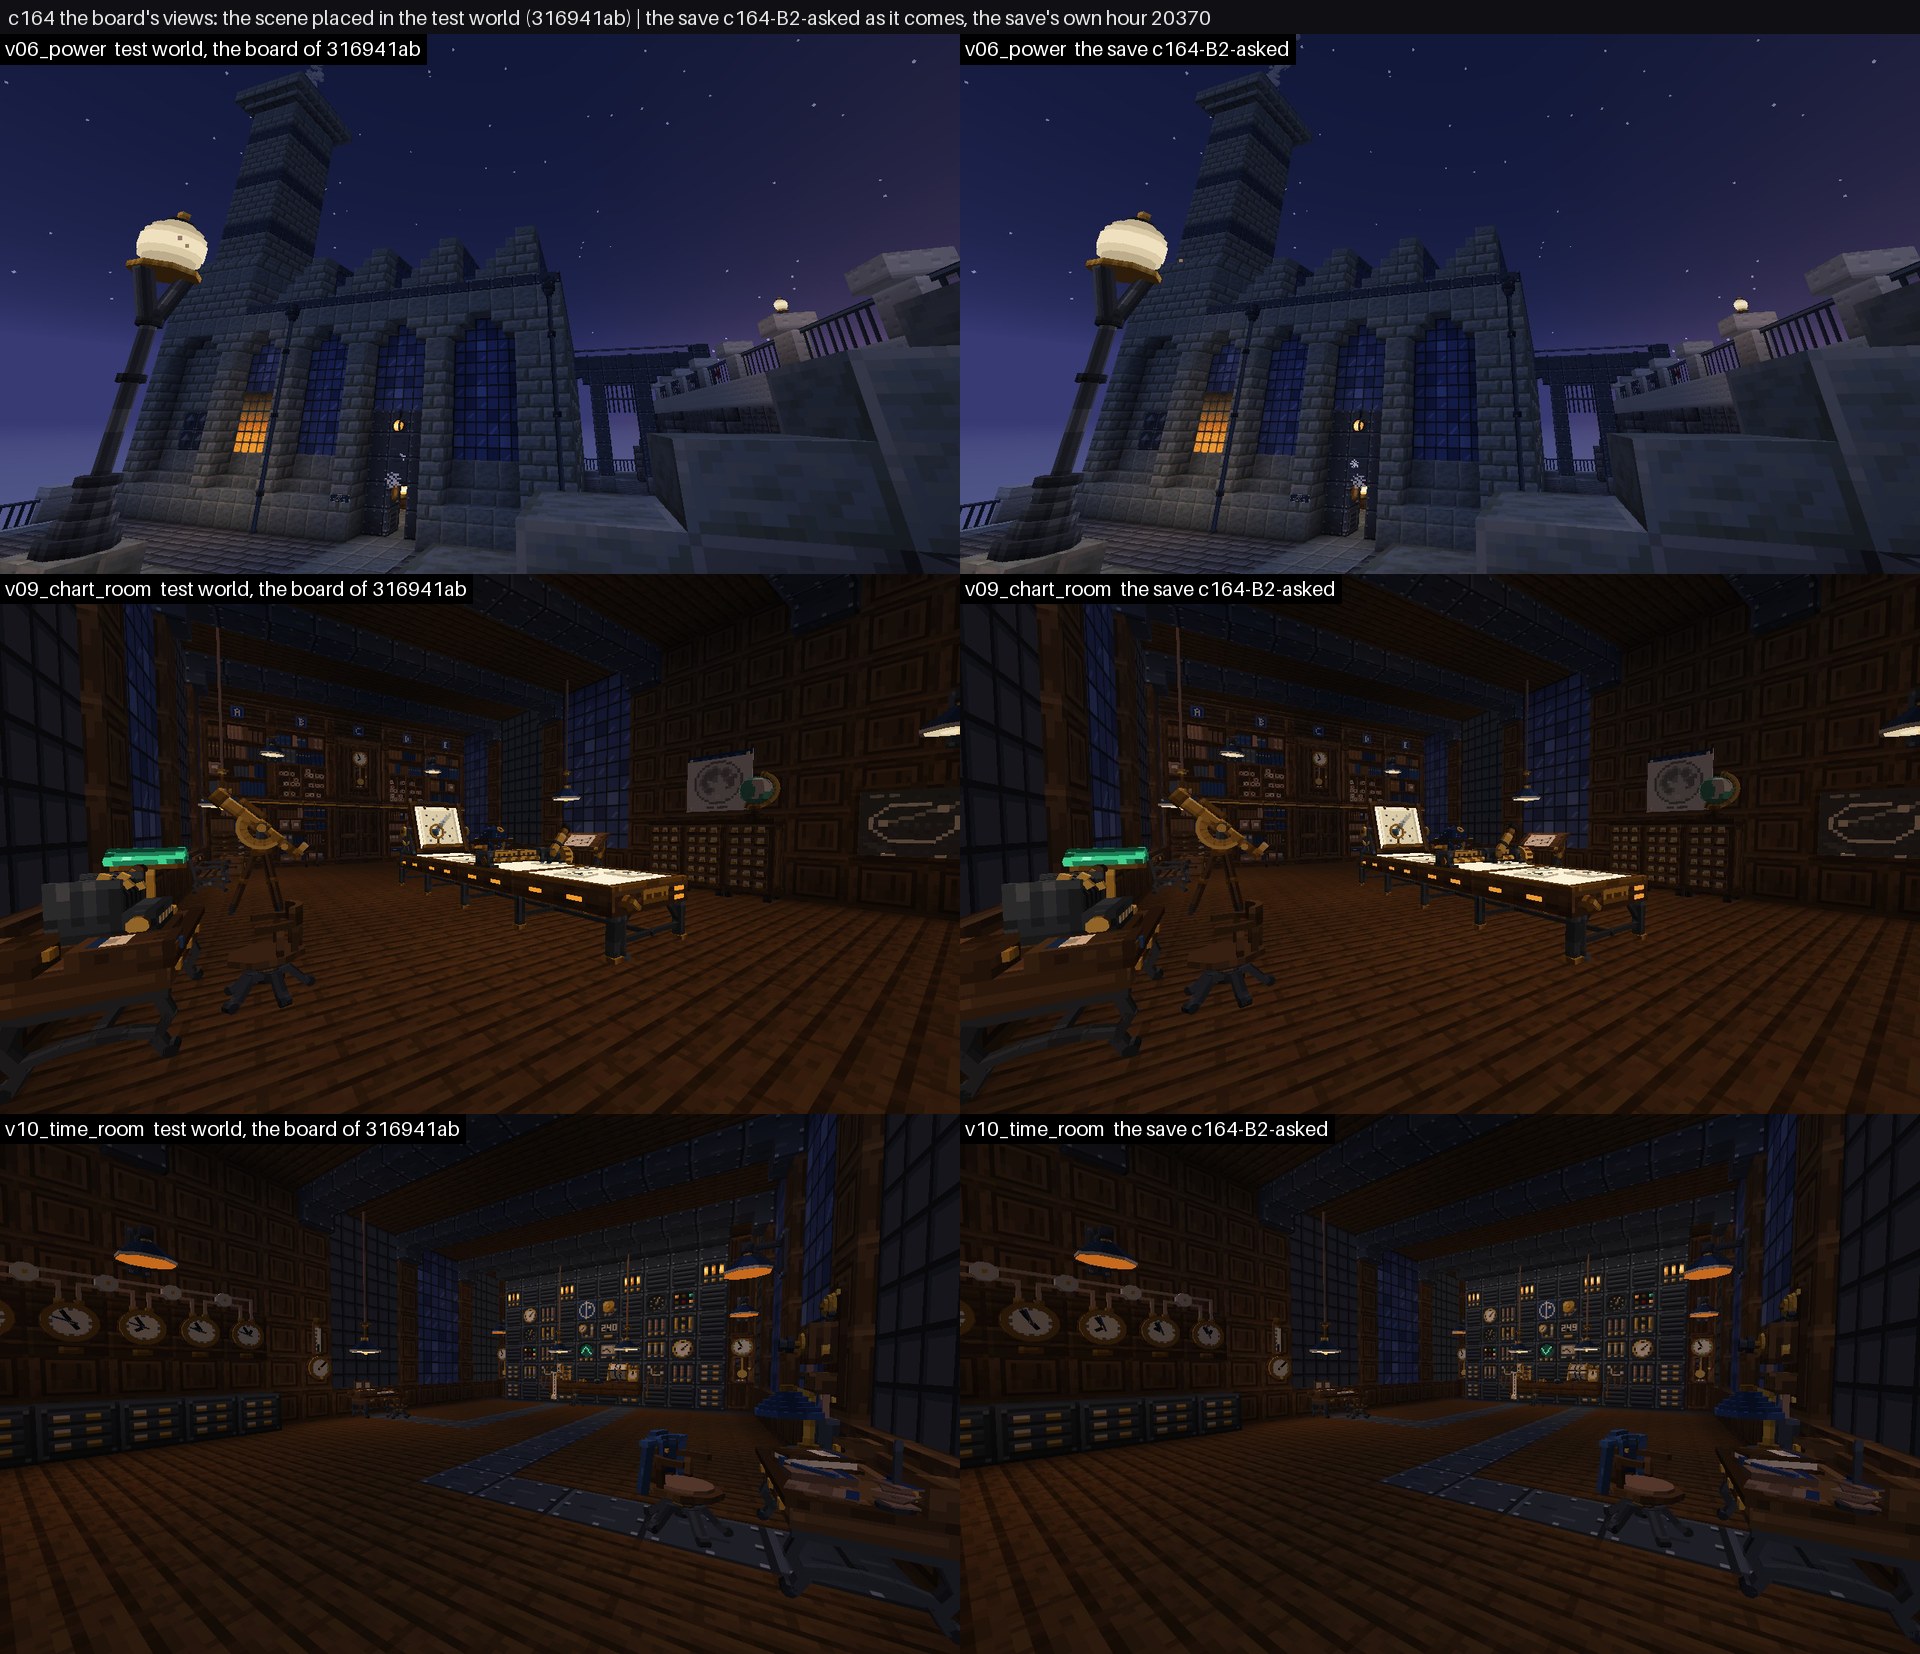 c164 the board's views: the scene placed in the test world (316941ab) | the save c164-B2-asked as it comes, the save's own hour 20370
v06_power test world, the board of 316941ab
v06_power the save c164-B2-asked
v09_chart_room test world, the board of 316941ab
v09_chart_room the save c164-B2-asked
A B C D E
A B C D E
v10_time_room test world, the board of 316941ab
v10_time_room the save c164-B2-asked
240
249